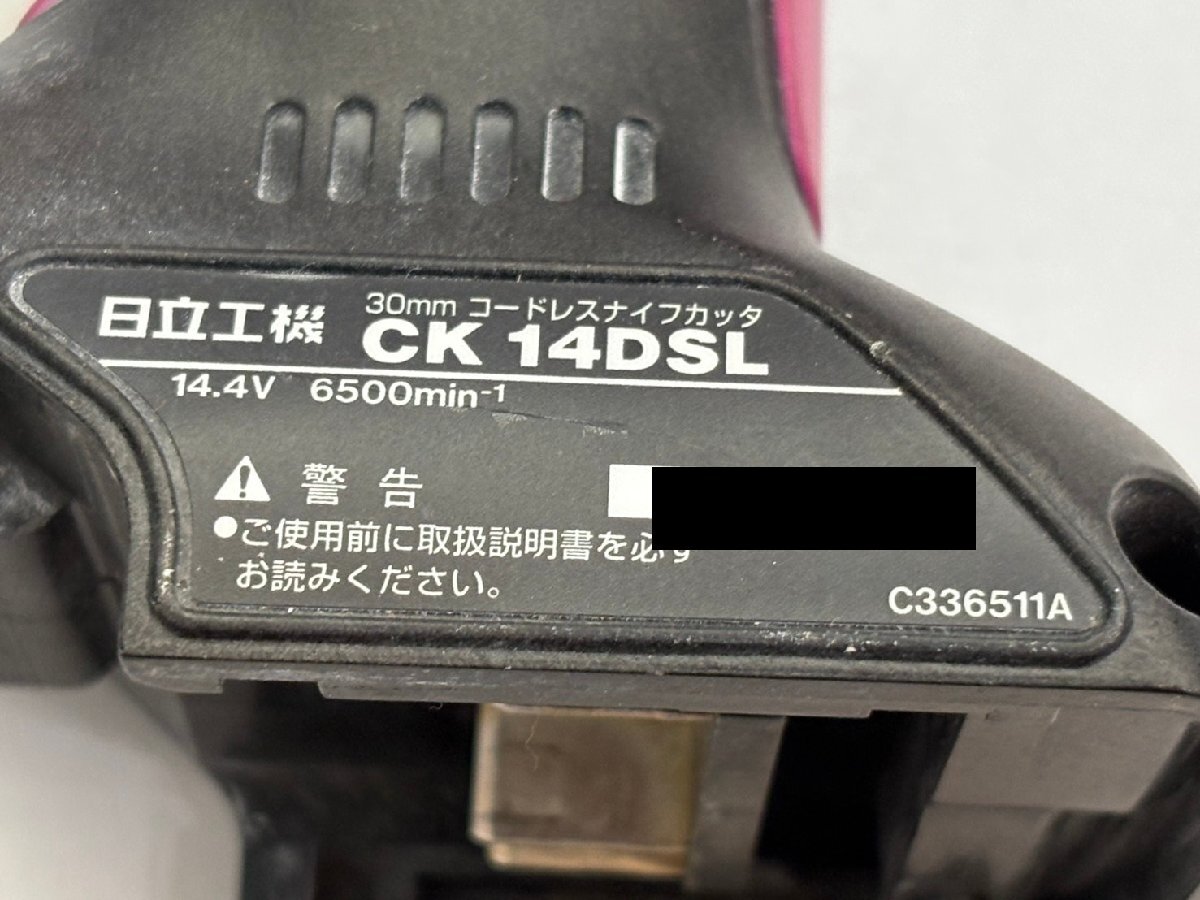 日立工機 30mm コードレスナイフカッタ
CK 14DSL
14.4V 6500min⁻¹
警告
●ご使用前に取扱説明書を必ず
お読みください。
C336511A